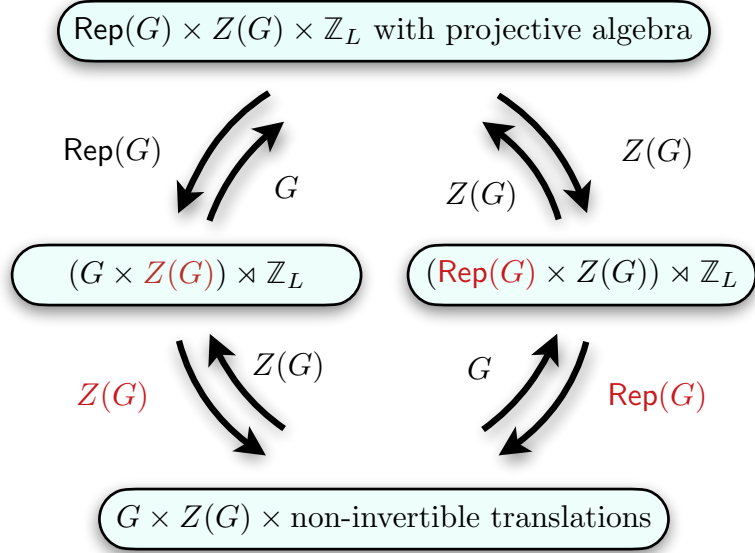 Rep(G) × Z(G) × ℤ_L with projective algebra
Rep(G)
G
Z(G)
Z(G)
(G × Z(G)) ⋊ ℤ_L
(Rep(G) × Z(G)) ⋊ ℤ_L
Z(G)
Z(G)
G
Rep(G)
G × Z(G) × non-invertible translations